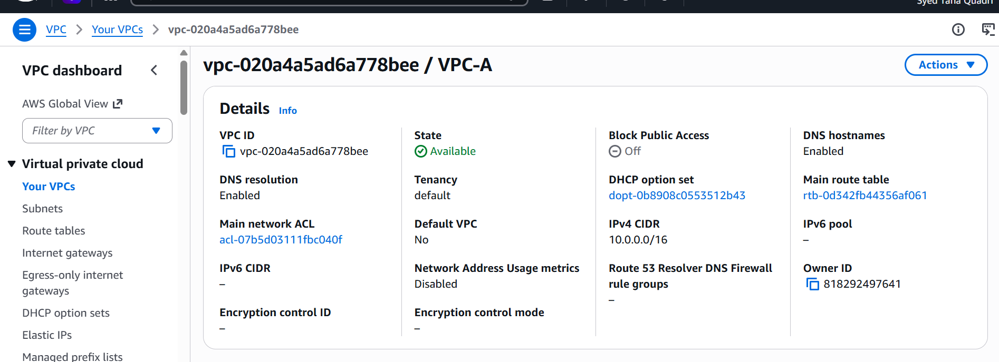 Syed Taha Quadri
VPC > Your VPCs > vpc-020a4a5ad6a778bee
VPC dashboard
AWS Global View
Filter by VPC
Virtual private cloud
Your VPCs
Subnets
Route tables
Internet gateways
Egress-only internet
gateways
DHCP option sets
Elastic IPs
Managed prefix lists
vpc-020a4a5ad6a778bee / VPC-A
Actions
Details Info
VPC ID
vpc-020a4a5ad6a778bee
State
Available
Block Public Access
Off
DNS hostnames
Enabled
DNS resolution
Enabled
Tenancy
default
DHCP option set
dopt-0b8908c0553512b43
Main route table
rtb-0d342fb44356af061
Main network ACL
acl-07b5d03111fbc040f
Default VPC
No
IPv4 CIDR
10.0.0.0/16
IPv6 pool
–
IPv6 CIDR
–
Network Address Usage metrics
Disabled
Route 53 Resolver DNS Firewall
rule groups
–
Owner ID
818292497641
Encryption control ID
–
Encryption control mode
–